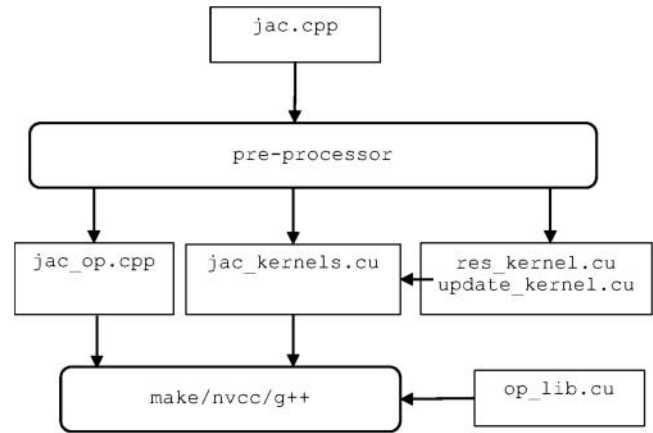 jac.cpp
pre-processor
jac_op.cpp
jac_kernels.cu
res_kernel.cu
update_kernel.cu
make/nvcc/g++
op_lib.cu